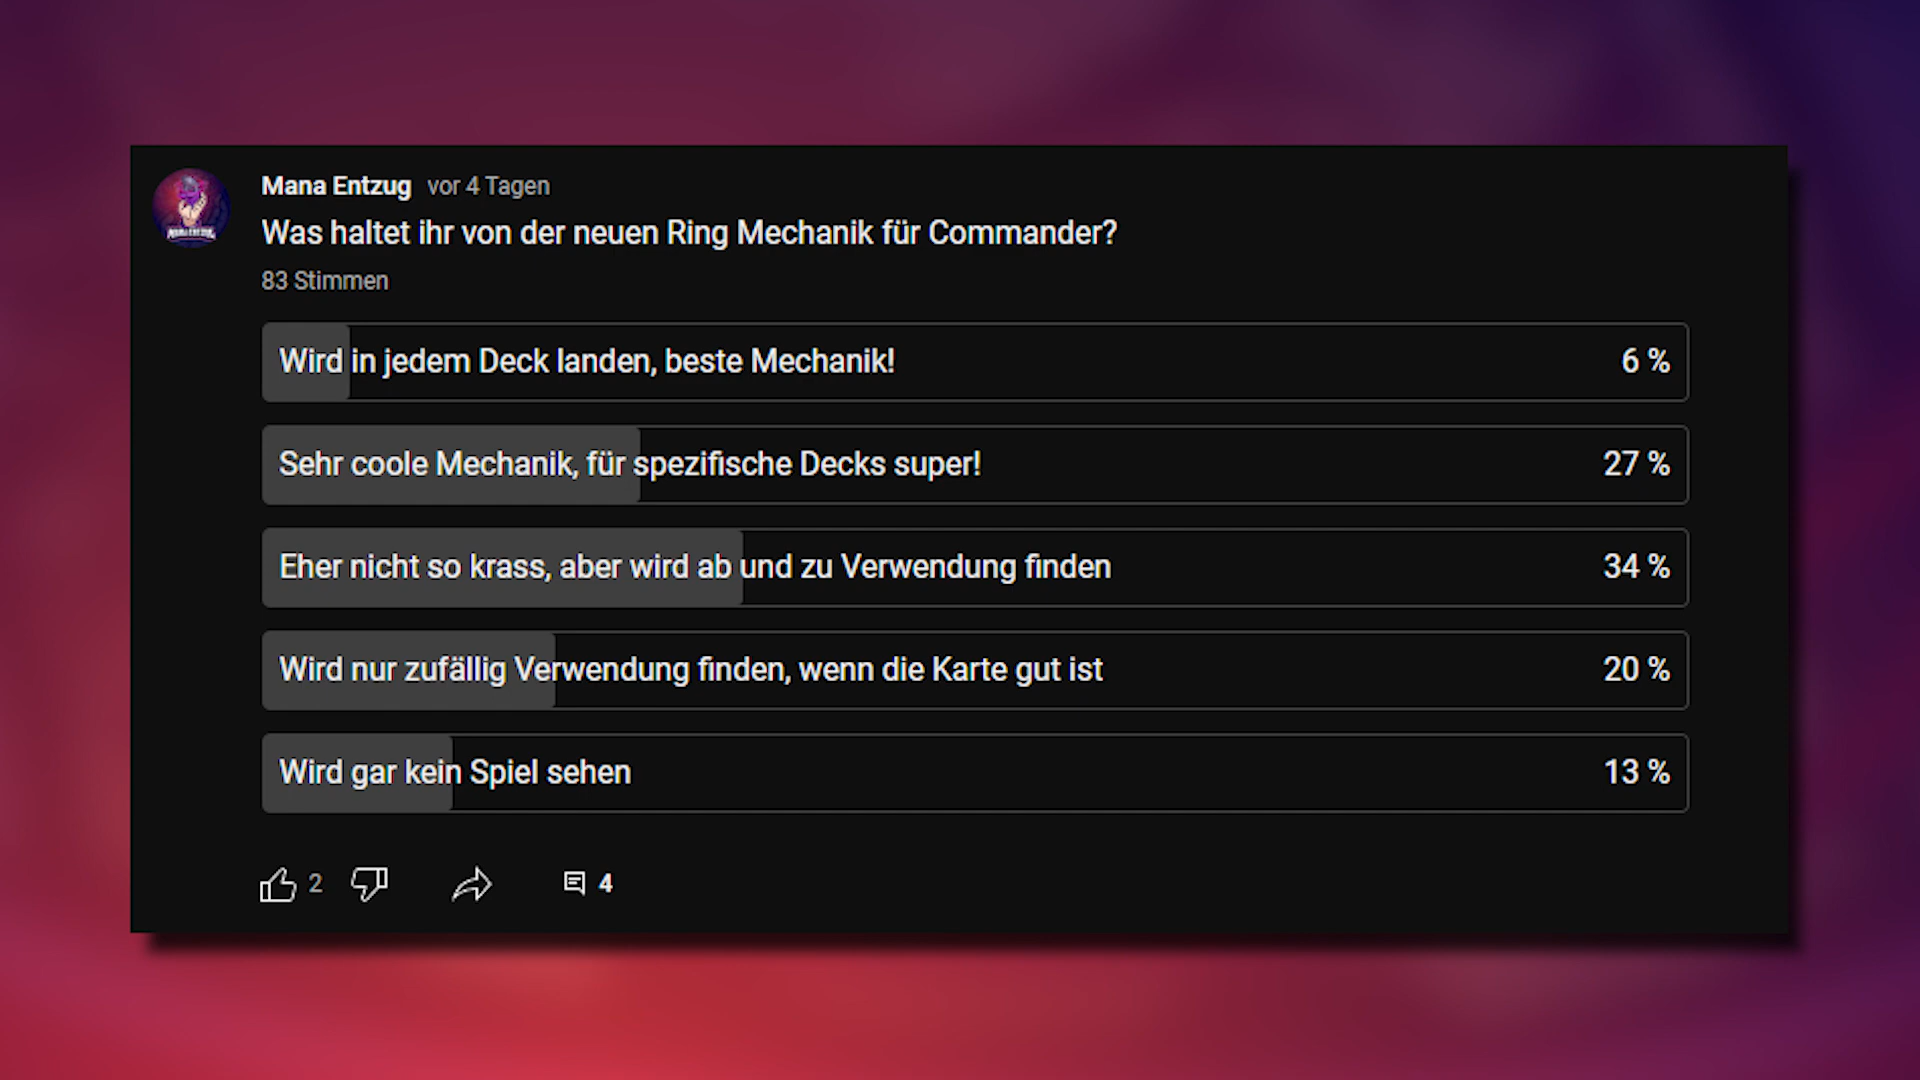 Mana Entzug vor 4 Tagen
Was haltet ihr von der neuen Ring Mechanik für Commander?
83 Stimmen
Wird in jedem Deck landen, beste Mechanik! 6 %
Sehr coole Mechanik, für spezifische Decks super! 27 %
Eher nicht so krass, aber wird ab und zu Verwendung finden 34 %
Wird nur zufällig Verwendung finden, wenn die Karte gut ist 20 %
Wird gar kein Spiel sehen 13 %
2 4